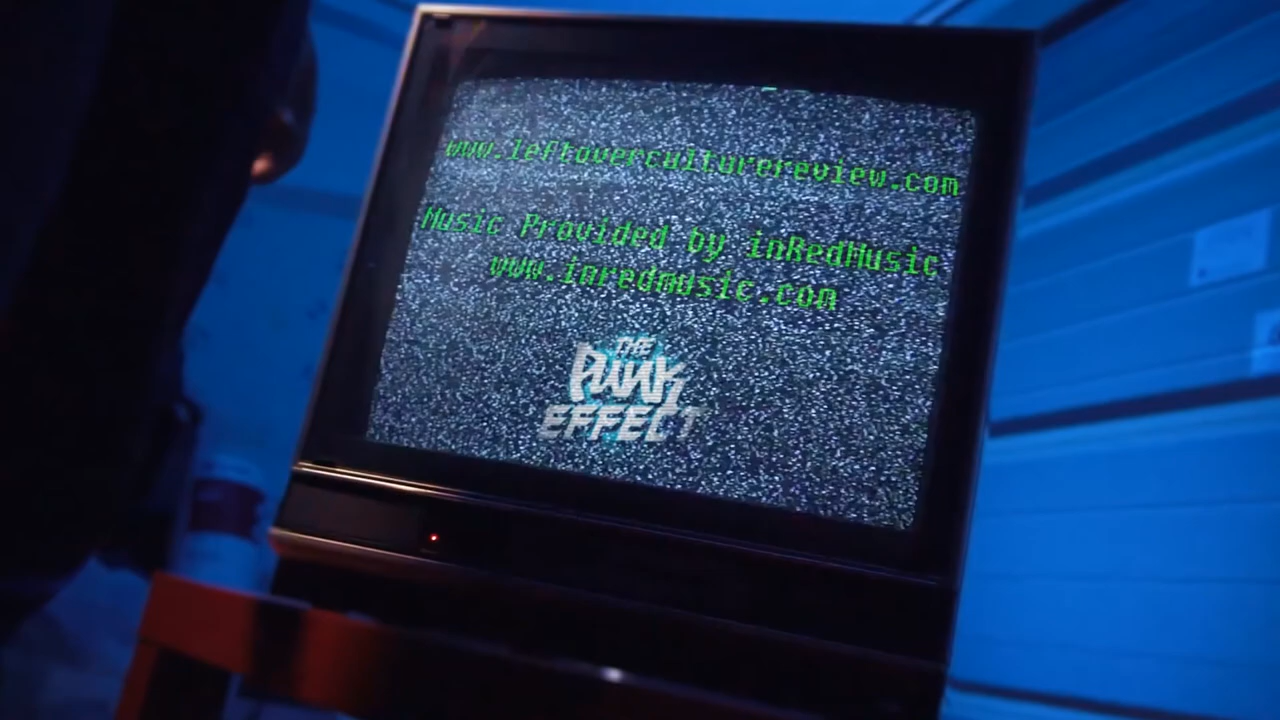 www.leftoverculturereview.com
Music Provided by inRedMusic
www.inredmusic.com
THE
PUNK
EFFECT